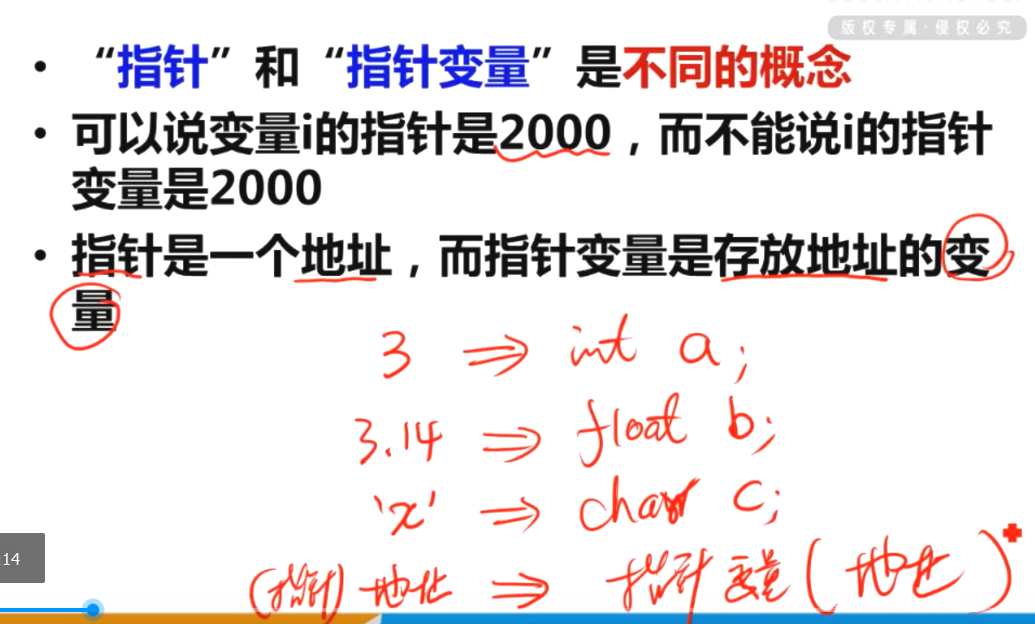 版权专属·侵权必究
• “指针”和“指针变量”是不同的概念
• 可以说变量i的指针是2000，而不能说i的指针
变量是2000
• 指针是一个地址，而指针变量是存放地址的变
量
3 ⇒ int a;
3.14 ⇒ float b;
'x' ⇒ char c;
(指针) 地址 ⇒ 指针变量(地址)
:14